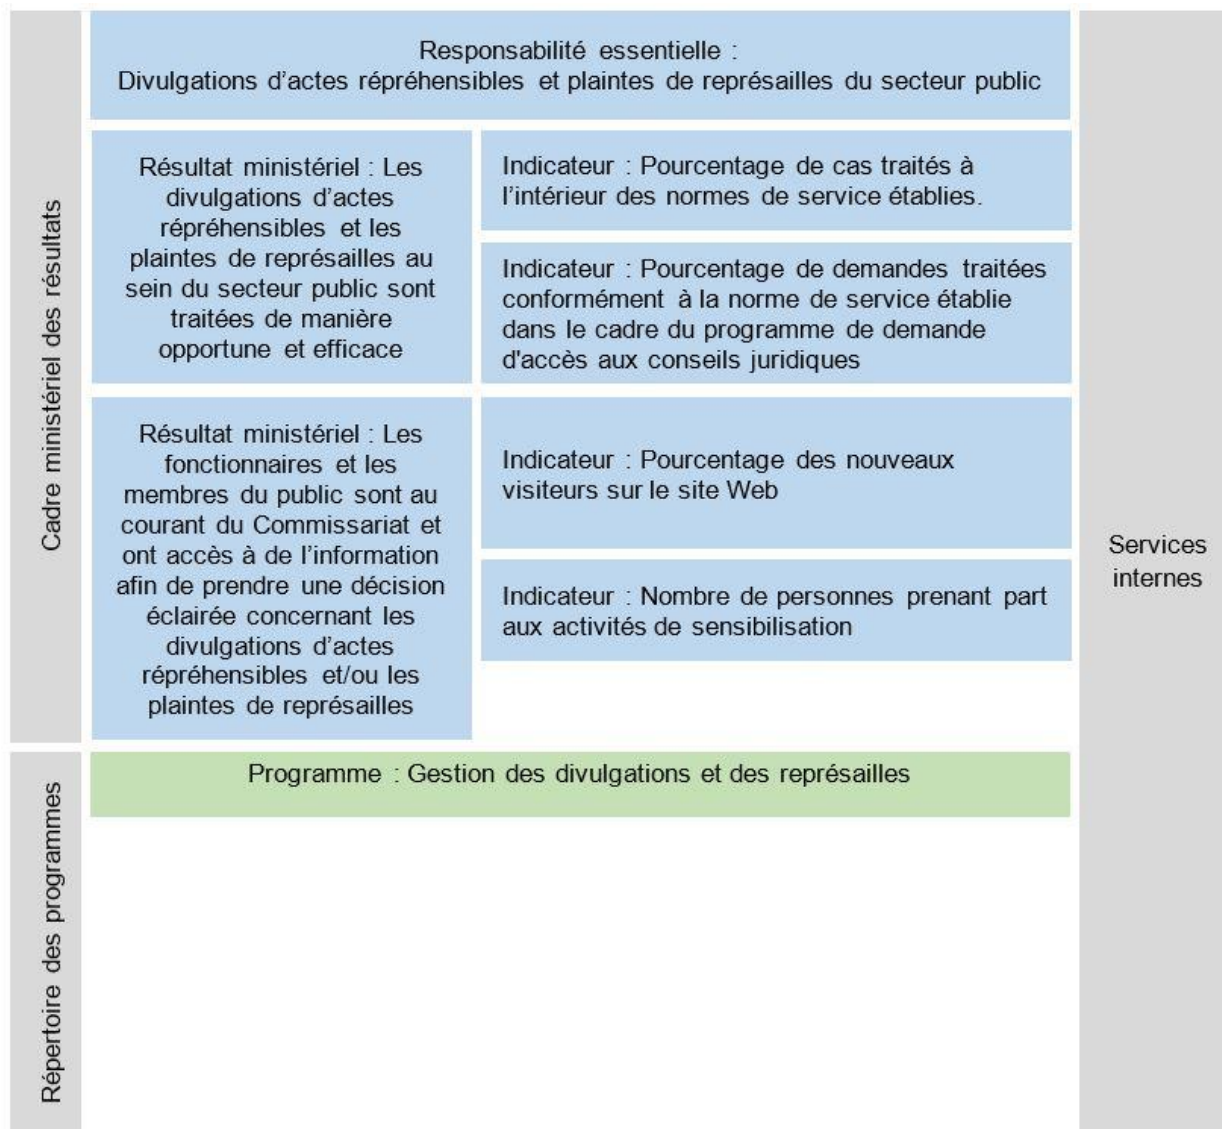 Cadre ministériel des résultats
Responsabilité essentielle :
Divulgations d’actes répréhensibles et plaintes de représailles du secteur public
Résultat ministériel : Les
divulgations d’actes
répréhensibles et les
plaintes de représailles au
sein du secteur public sont
traitées de manière
opportune et efficace
Indicateur : Pourcentage de cas traités à
l’intérieur des normes de service établies.
Indicateur : Pourcentage de demandes traitées
conformément à la norme de service établie
dans le cadre du programme de demande
d'accès aux conseils juridiques
Résultat ministériel : Les
fonctionnaires et les
membres du public sont au
courant du Commissariat et
ont accès à de l’information
afin de prendre une décision
éclairée concernant les
divulgations d’actes
répréhensibles et/ou les
plaintes de représailles
Indicateur : Pourcentage des nouveaux
visiteurs sur le site Web
Indicateur : Nombre de personnes prenant part
aux activités de sensibilisation
Services
internes
Répertoire des programmes
Programme : Gestion des divulgations et des représailles